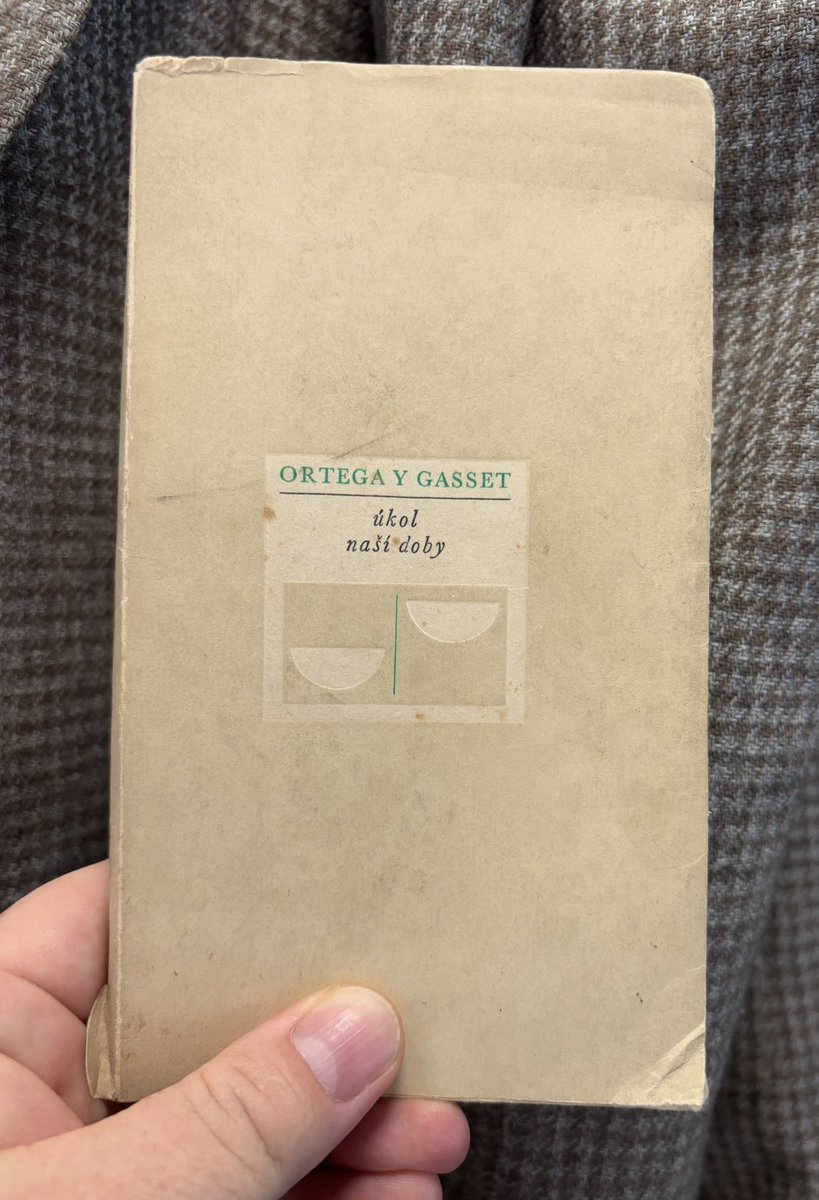 ORTEGA Y GASSET
úkol
naší doby